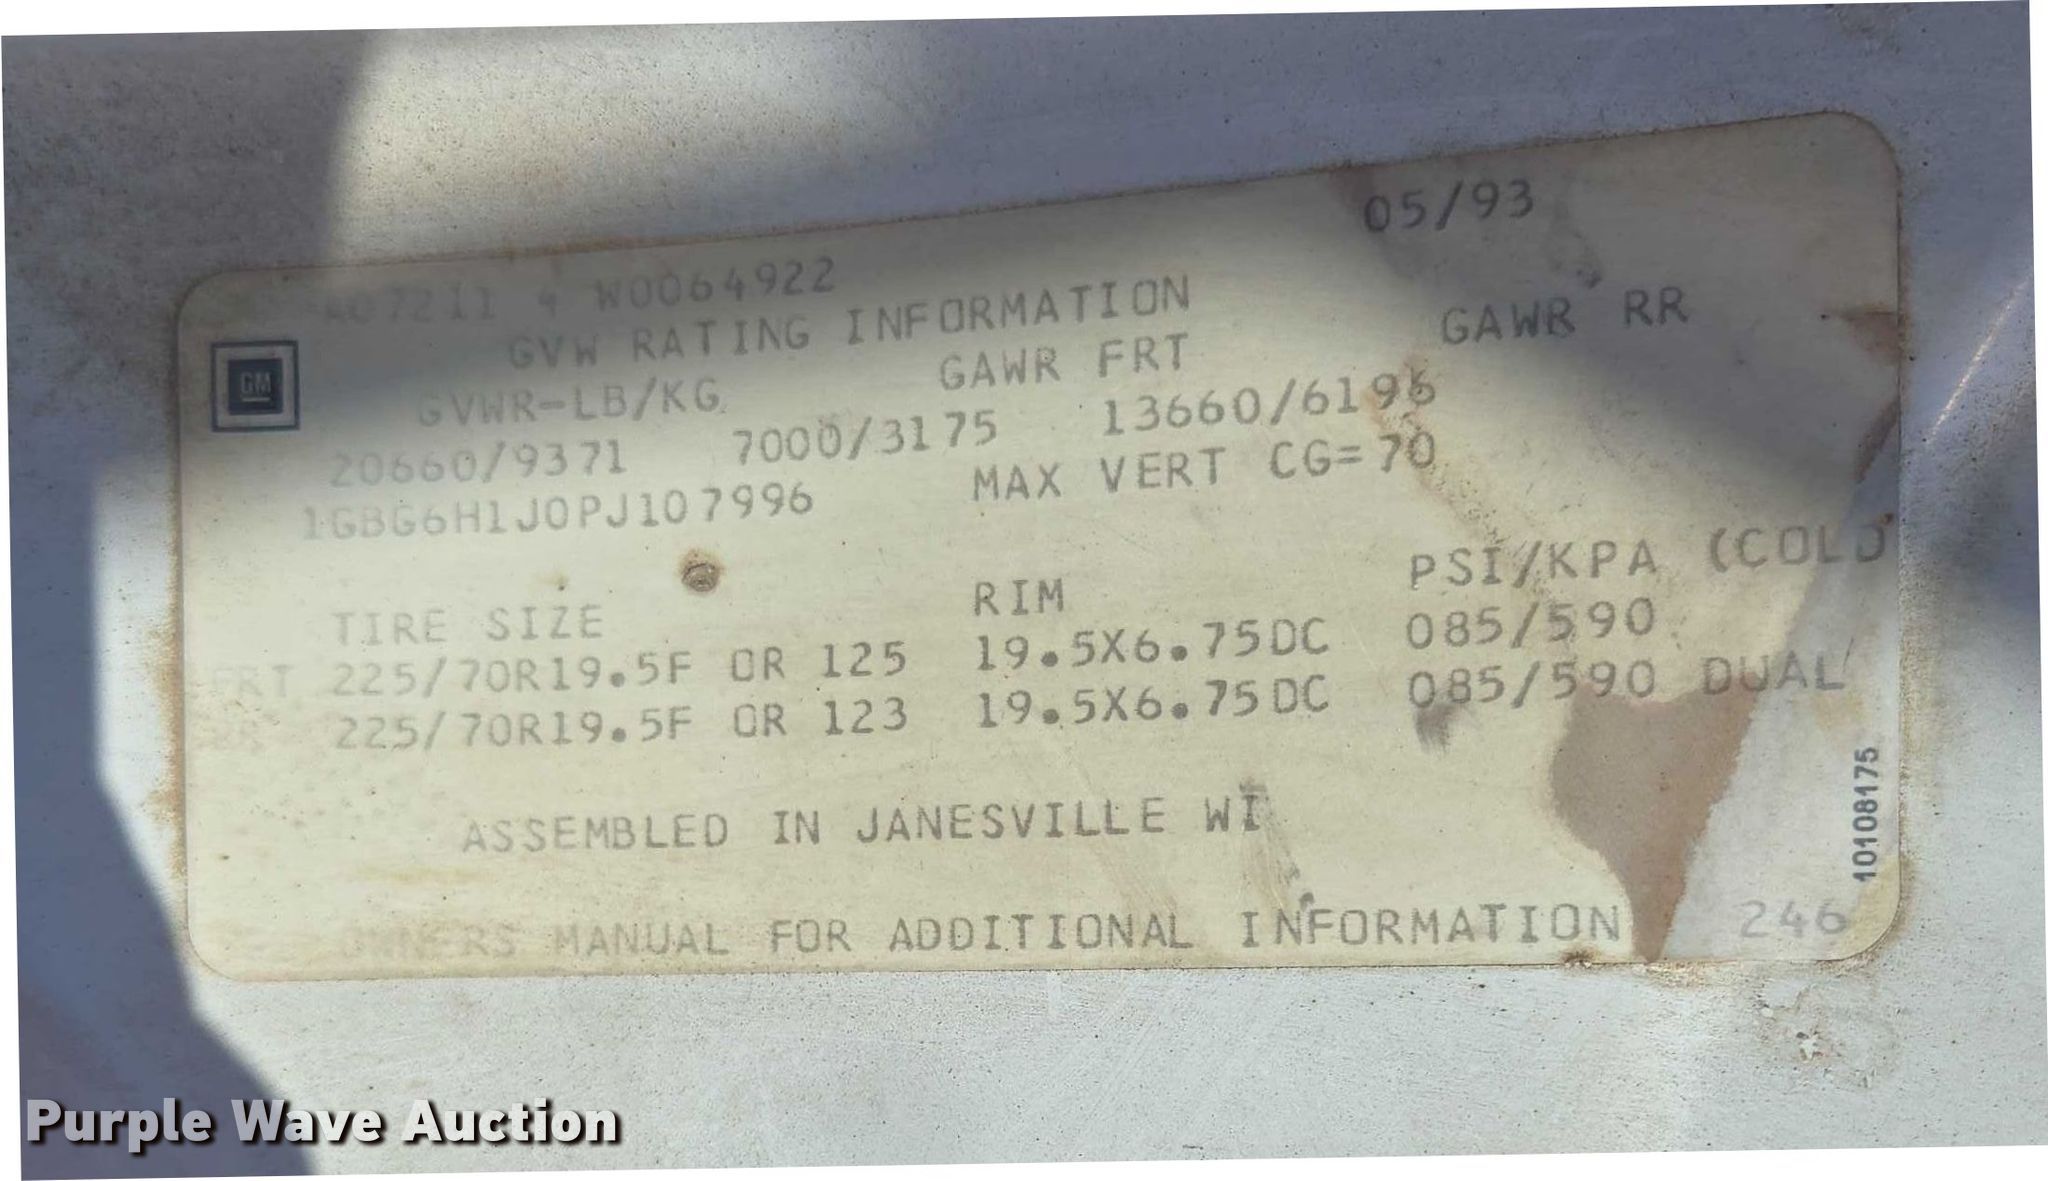 05/93
W0064922
GVW RATING INFORMATION
GM
GVWR-LB/KG GAWR FRT GAWR RR
20660/9371 7000/3175 13660/6196
1GBG6H1J0PJ107996 MAX VERT CG=70
TIRE SIZE RIM PSI/KPA (COLD
FRT 225/70R19.5F OR 125 19.5X6.75DC 085/590
RR 225/70R19.5F OR 123 19.5X6.75DC 085/590 DUAL
ASSEMBLED IN JANESVILLE WI
10108175
OWNERS MANUAL FOR ADDITIONAL INFORMATION 246
Purple Wave Auction